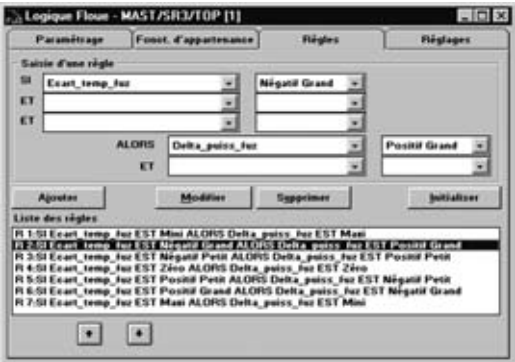 Logique Floue - MAST/SR3/TOP [1]
Paramétrage Fonct. d'appartenance Règles Réglages
Saisie d'une règle
SI Ecart_temp_fuz Négatif Grand
ET
ET
ALORS Delta_puiss_fuz Positif Grand
ET
Ajouter Modifier Supprimer Initialiser
Liste des règles
R 1:SI Ecart_temp_fuz EST Mini ALORS Delta_puiss_fuz EST Maxi
R 2:SI Ecart_temp_fuz EST Négatif Grand ALORS Delta_puiss_fuz EST Positif Grand
R 3:SI Ecart_temp_fuz EST Négatif Petit ALORS Delta_puiss_fuz EST Positif Petit
R 4:SI Ecart_temp_fuz EST Zéro ALORS Delta_puiss_fuz EST Zéro
R 5:SI Ecart_temp_fuz EST Positif Petit ALORS Delta_puiss_fuz EST Négatif Petit
R 6:SI Ecart_temp_fuz EST Positif Grand ALORS Delta_puiss_fuz EST Négatif Grand
R 7:SI Ecart_temp_fuz EST Maxi ALORS Delta_puiss_fuz EST Mini